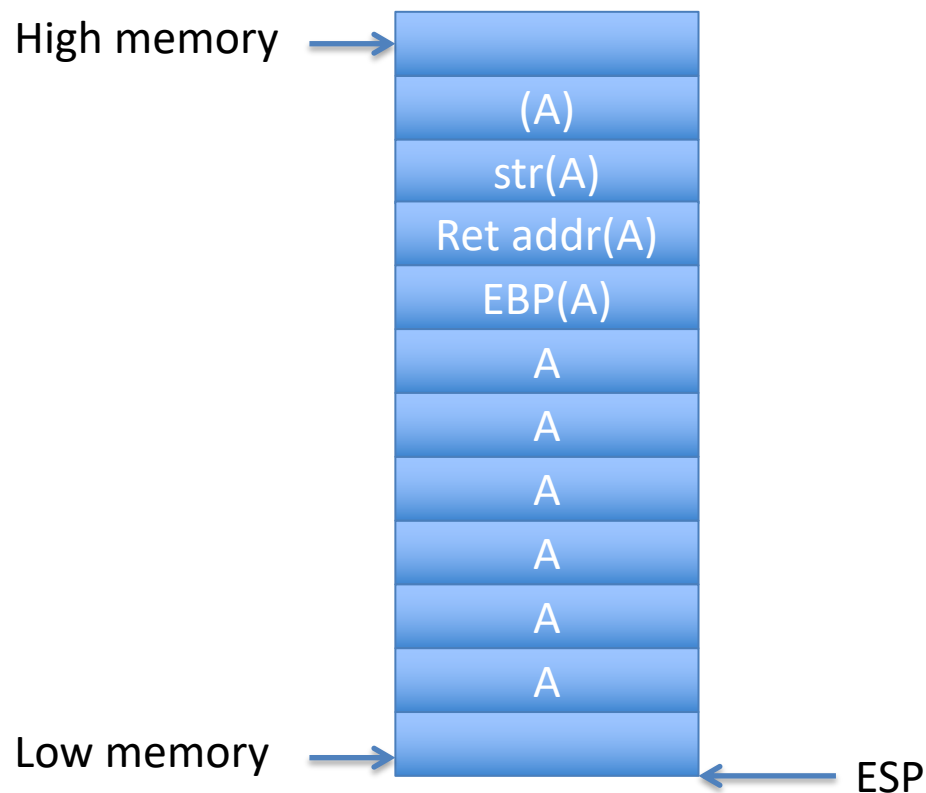 High memory
(A)
str(A)
Ret addr(A)
EBP(A)
A
A
A
A
A
A
Low memory
ESP